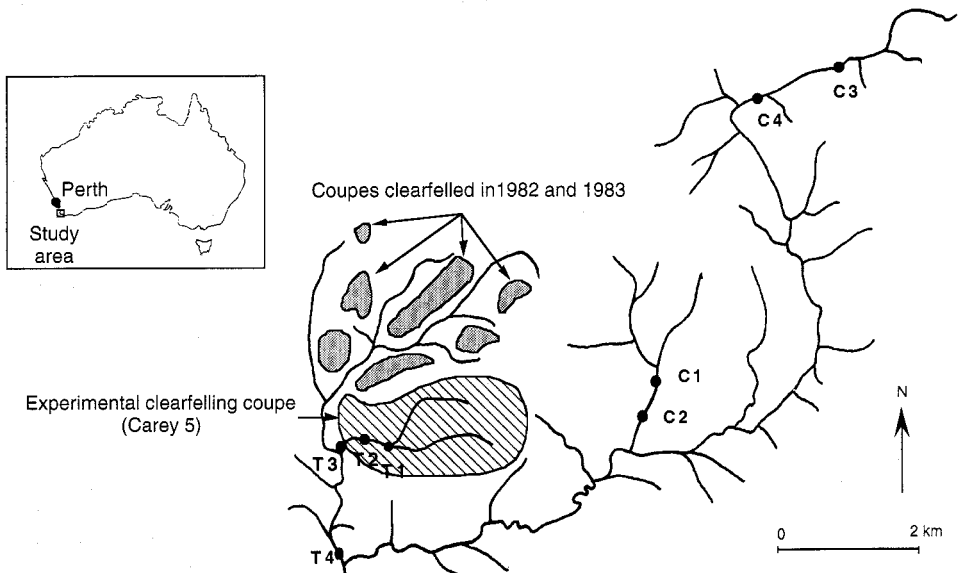 Perth
Study
area
Coupes clearfelled in1982 and 1983
Experimental clearfelling coupe
(Carey 5)
C3
C4
C1
C2
T3
T2
T1
T4
N
0 2 km